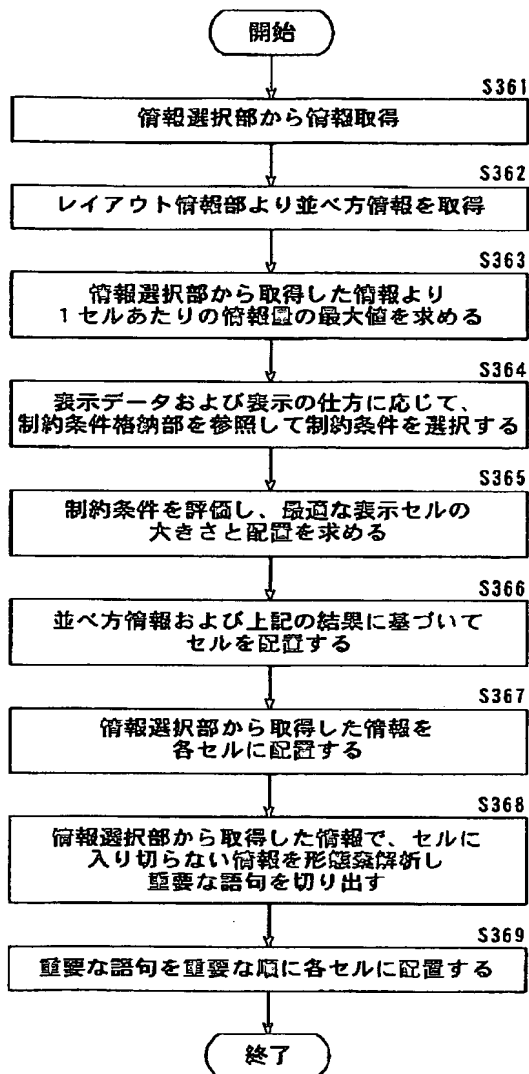 開始
S361
情報選択部から情報取得
S362
レイアウト情報部より並べ方情報を取得
S363
情報選択部から取得した情報より
1セルあたりの情報量の最大値を求める
S364
表示データおよび表示の仕方に応じて、
制約条件格納部を参照して制約条件を選択する
S365
制約条件を評価し、最適な表示セルの
大きさと配置を求める
S366
並べ方情報および上記の結果に基づいて
セルを配置する
S367
情報選択部から取得した情報を
各セルに配置する
S368
情報選択部から取得した情報で、セルに
入り切らない情報を形態素解析し
重要な語句を切り出す
S369
重要な語句を重要な順に各セルに配置する
終了